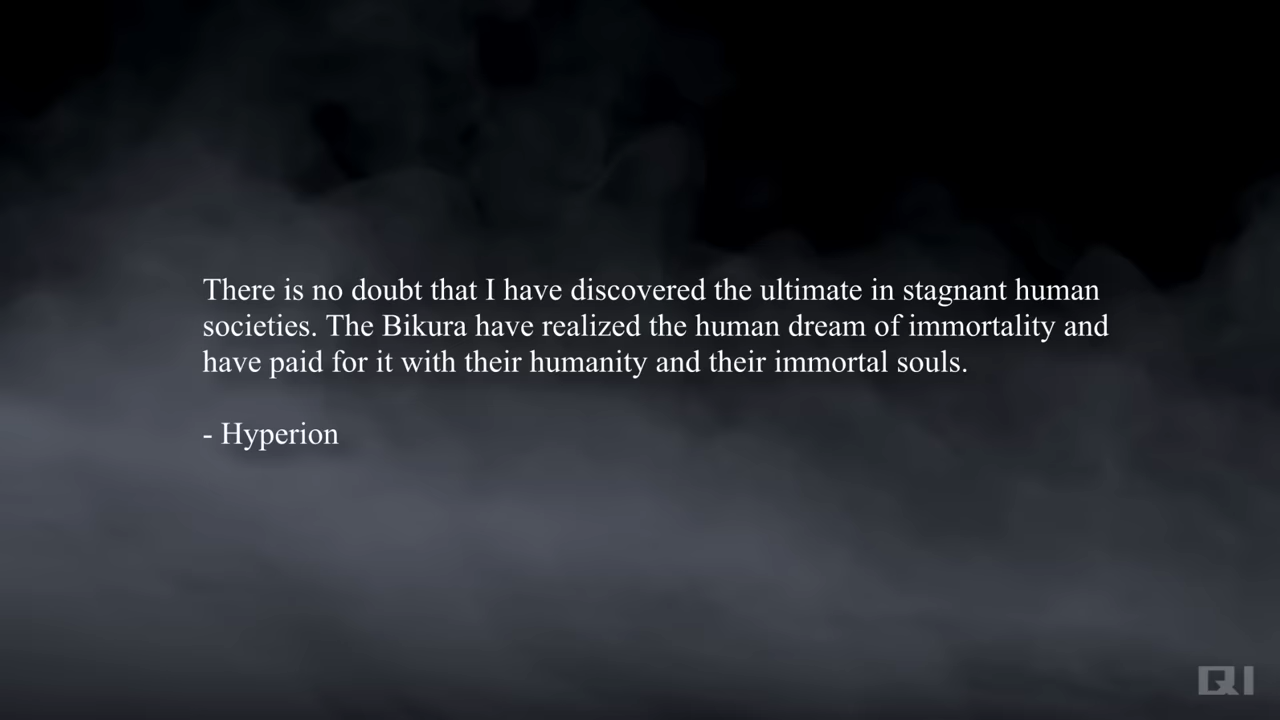 There is no doubt that I have discovered the ultimate in stagnant human
societies. The Bikura have realized the human dream of immortality and
have paid for it with their humanity and their immortal souls.
- Hyperion
QI